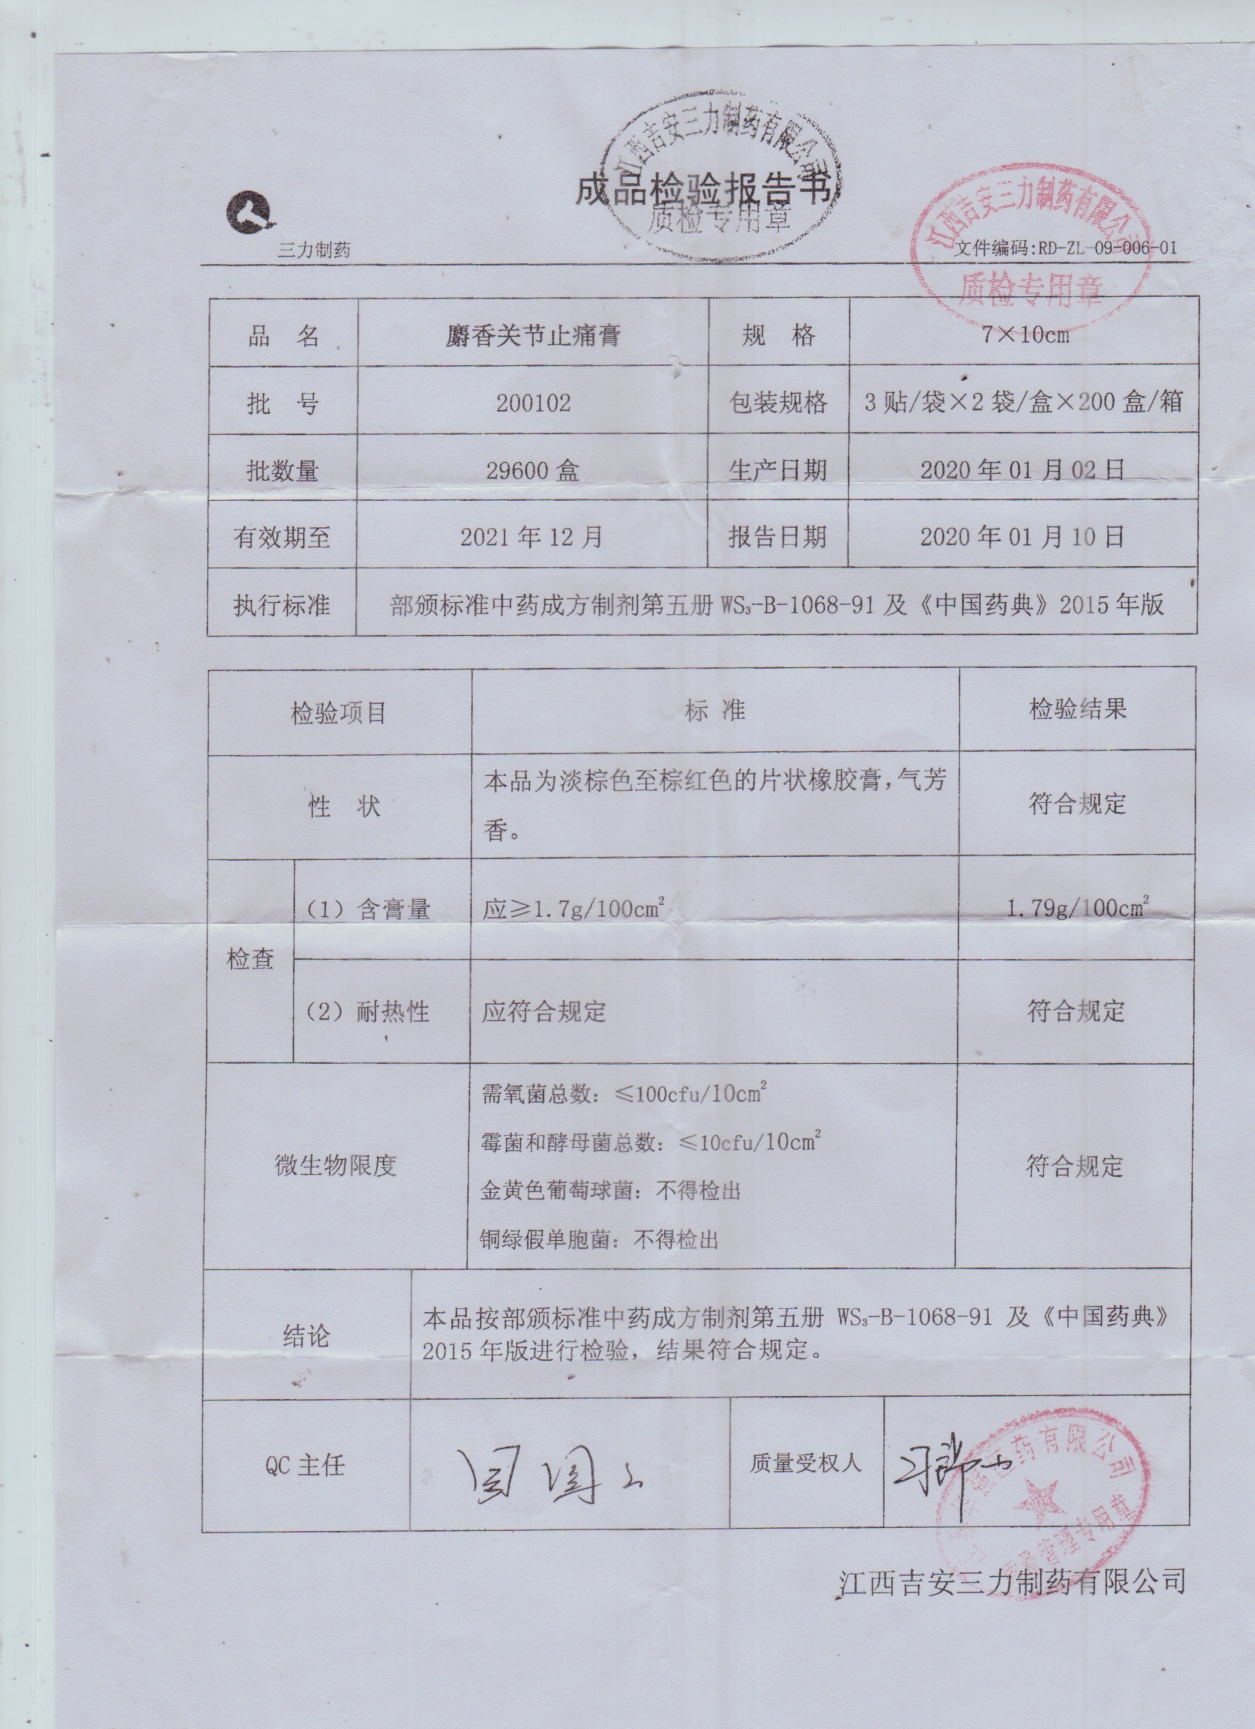 江西吉安三力制药有限公司
成品检验报告书
质检专用章
江西吉安三力制药有限公司
三力制药
文件编码:RD-ZL-09-006-01
质检专用章
品 名 麝香关节止痛膏 规 格 7×10cm
批 号 200102 包装规格 3贴/袋×2袋/盒×200盒/箱
批数量 29600盒 生产日期 2020年01月02日
有效期至 2021年12月 报告日期 2020年01月10日
执行标准 部颁标准中药成方制剂第五册WS₃-B-1068-91及《中国药典》2015年版
检验项目 标 准 检验结果
性 状 本品为淡棕色至棕红色的片状橡胶膏,气芳
香。 符合规定
检查
(1)含膏量 应≥1.7g/100cm² 1.79g/100cm²
(2)耐热性 应符合规定 符合规定
微生物限度
需氧菌总数: ≤100cfu/10cm²
霉菌和酵母菌总数: ≤10cfu/10cm²
金黄色葡萄球菌: 不得检出
铜绿假单胞菌: 不得检出
符合规定
结论
本品按部颁标准中药成方制剂第五册 WS₃-B-1068-91 及《中国药典》
2015年版进行检验, 结果符合规定。
QC主任 质量受权人
医药有限公司
管理专用章
江西吉安三力制药有限公司